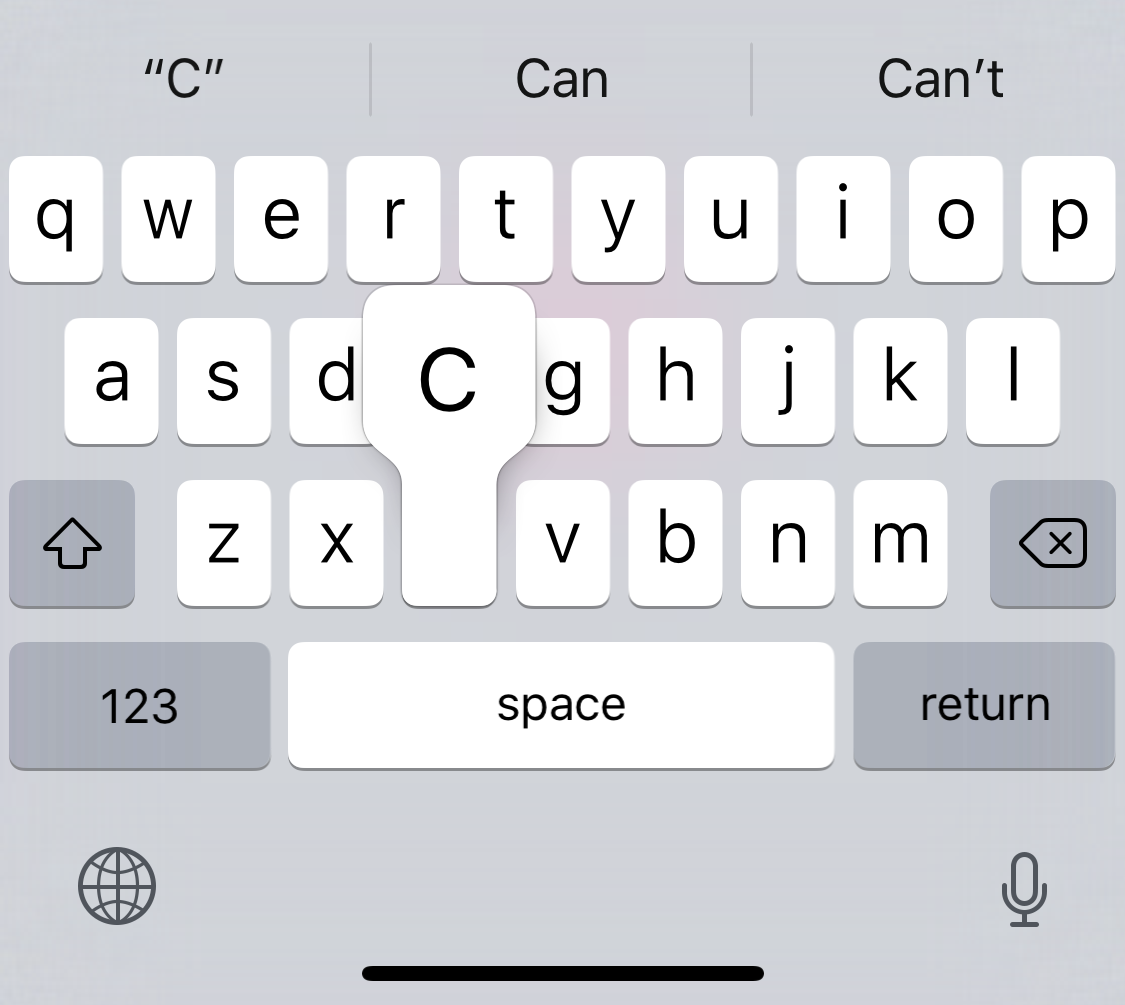 “C” Can Can’t
q w e r t y u i o p
a s d C g h j k l
z x v b n m
123 space return